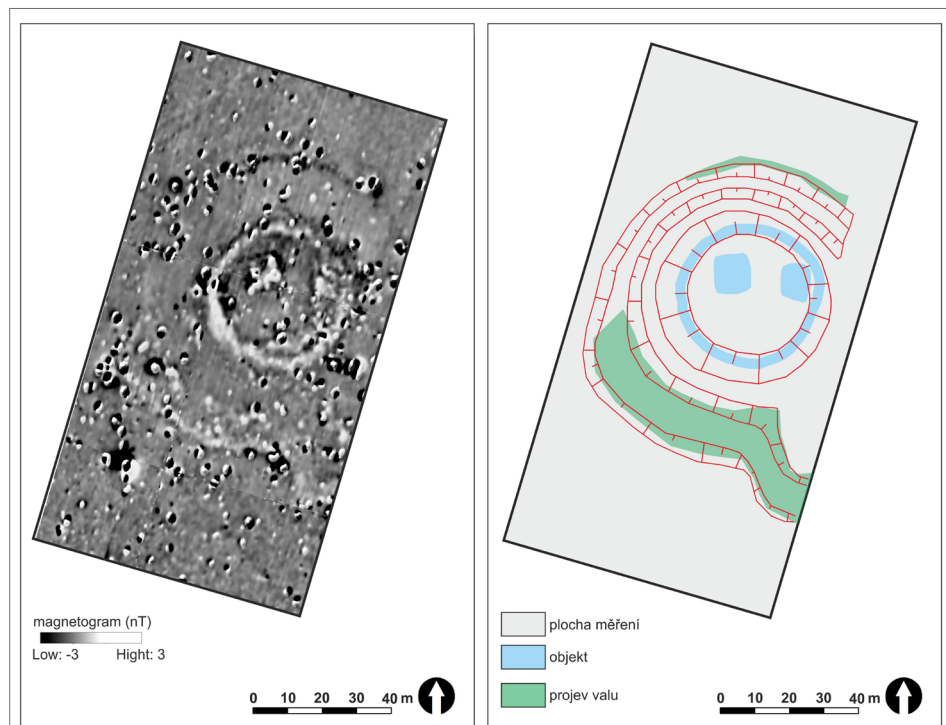 magnetogram (nT)
Low: -3 Hight: 3
0 10 20 30 40 m
plocha měření
objekt
projev valu
0 10 20 30 40 m